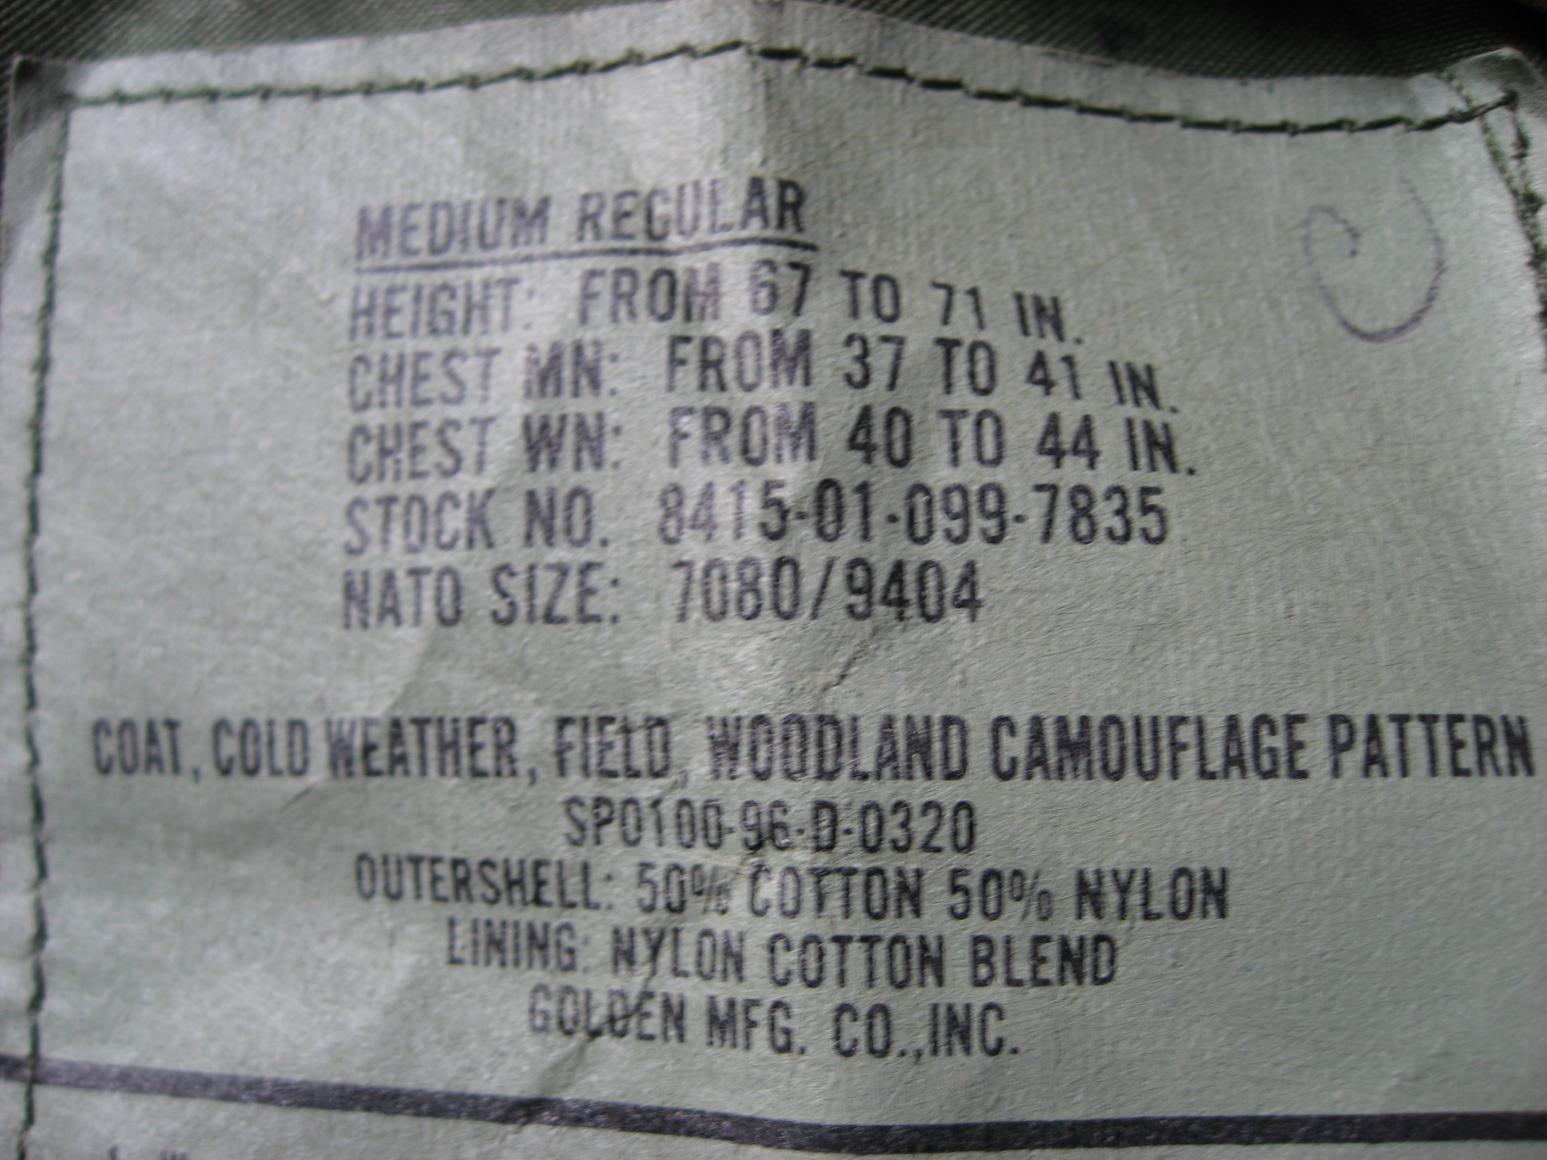 MEDIUM REGULAR
HEIGHT: FROM 67 TO 71 IN.
CHEST MN: FROM 37 TO 41 IN.
CHEST WN: FROM 40 TO 44 IN.
STOCK NO. 8415-01-099-7835
NATO SIZE: 7080/9404
COAT, COLD WEATHER, FIELD, WOODLAND CAMOUFLAGE PATTERN
SPO100-96-D-0320
OUTERSHELL: 50% COTTON 50% NYLON
LINING: NYLON COTTON BLEND
GOLDEN MFG. CO., INC.